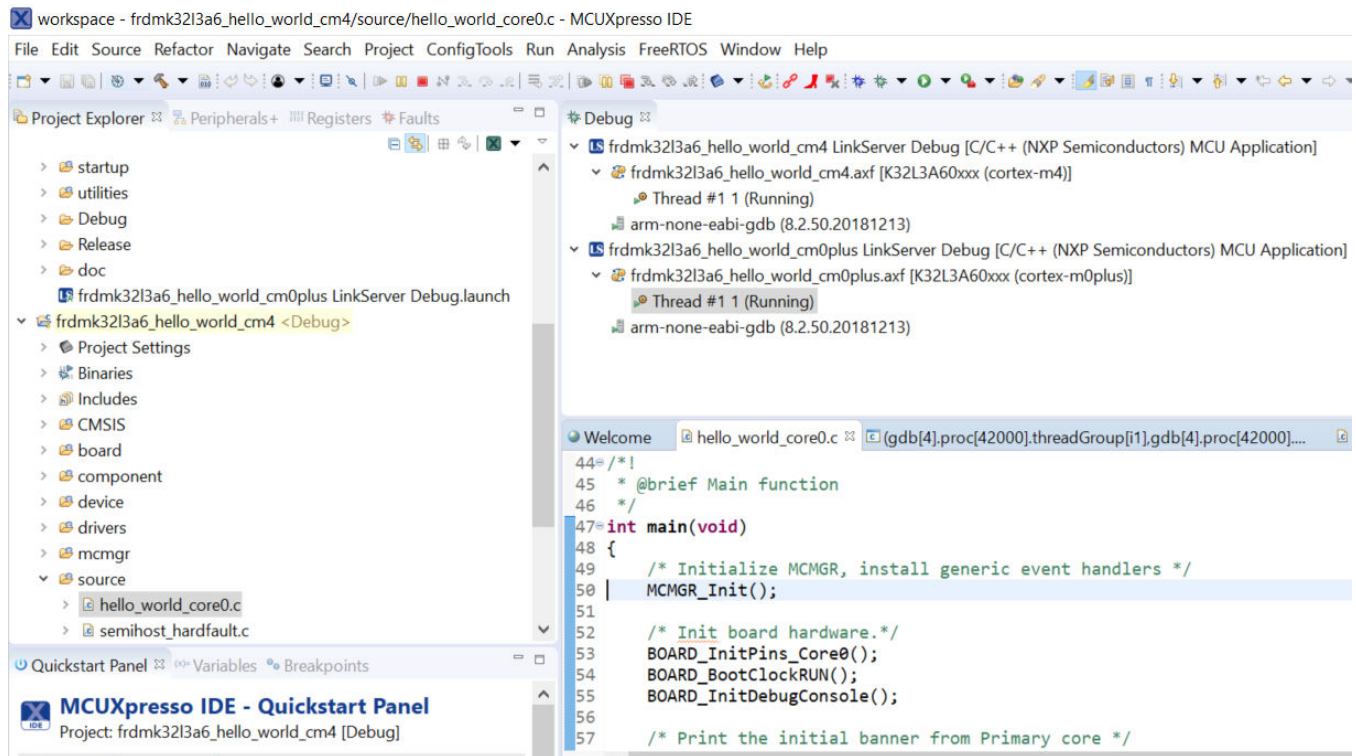 workspace - frdmk32l3a6_hello_world_cm4/source/hello_world_core0.c - MCUXpresso IDE
File Edit Source Refactor Navigate Search Project ConfigTools Run Analysis FreeRTOS Window Help
Project Explorer Peripherals+ Registers Faults
startup
utilities
Debug
Release
doc
frdmk32l3a6_hello_world_cm0plus LinkServer Debug.launch
frdmk32l3a6_hello_world_cm4 <Debug>
Project Settings
Binaries
Includes
CMSIS
board
component
device
drivers
mcmgr
source
hello_world_core0.c
semihost_hardfault.c
Quickstart Panel (x)= Variables Breakpoints
IDE
MCUXpresso IDE - Quickstart Panel
Project: frdmk32l3a6_hello_world_cm4 [Debug]
Debug
LS frdmk32l3a6_hello_world_cm4 LinkServer Debug [C/C++ (NXP Semiconductors) MCU Application]
frdmk32l3a6_hello_world_cm4.axf [K32L3A60xxx (cortex-m4)]
Thread #1 1 (Running)
arm-none-eabi-gdb (8.2.50.20181213)
LS frdmk32l3a6_hello_world_cm0plus LinkServer Debug [C/C++ (NXP Semiconductors) MCU Application]
frdmk32l3a6_hello_world_cm0plus.axf [K32L3A60xxx (cortex-m0plus)]
Thread #1 1 (Running)
arm-none-eabi-gdb (8.2.50.20181213)
Welcome hello_world_core0.c (gdb[4].proc[42000].threadGroup[i1],gdb[4].proc[42000]....
44 /*!
45 * @brief Main function
46 */
47 int main(void)
48 {
49 /* Initialize MCMGR, install generic event handlers */
50 MCMGR_Init();
51
52 /* Init board hardware.*/
53 BOARD_InitPins_Core0();
54 BOARD_BootClockRUN();
55 BOARD_InitDebugConsole();
56
57 /* Print the initial banner from Primary core */